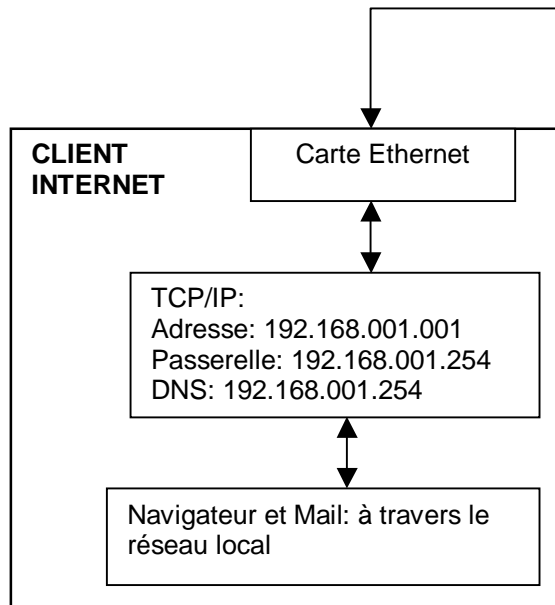 CLIENT
INTERNET
Carte Ethernet
TCP/IP:
Adresse: 192.168.001.001
Passerelle: 192.168.001.254
DNS: 192.168.001.254
Navigateur et Mail: à travers le
réseau local